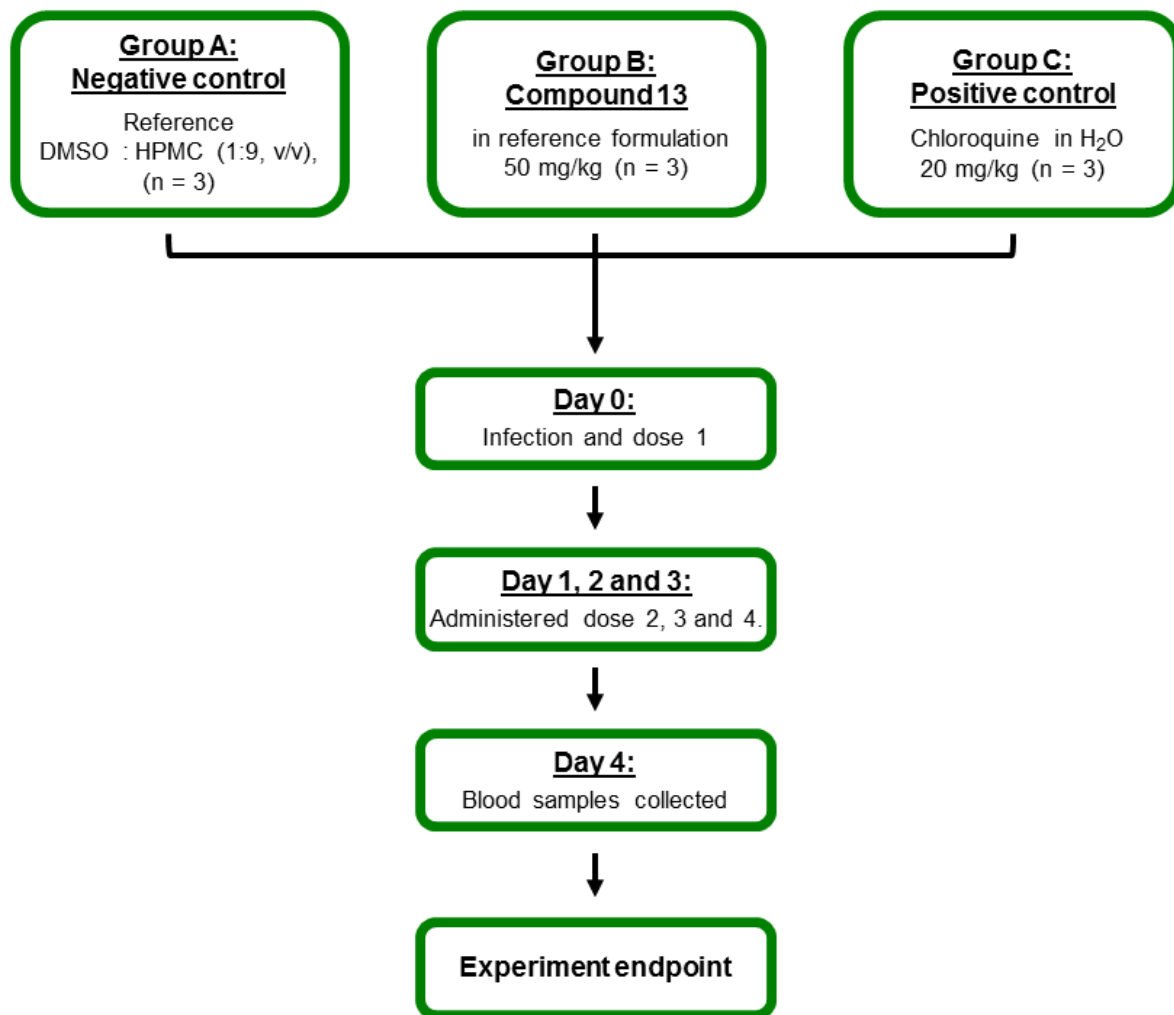 Group A:
Negative control
Reference
DMSO : HPMC (1:9, v/v),
(n = 3)
Group B:
Compound 13
in reference formulation
50 mg/kg (n = 3)
Group C:
Positive control
Chloroquine in H₂O
20 mg/kg (n = 3)
Day 0:
Infection and dose 1
Day 1, 2 and 3:
Administered dose 2, 3 and 4.
Day 4:
Blood samples collected
Experiment endpoint